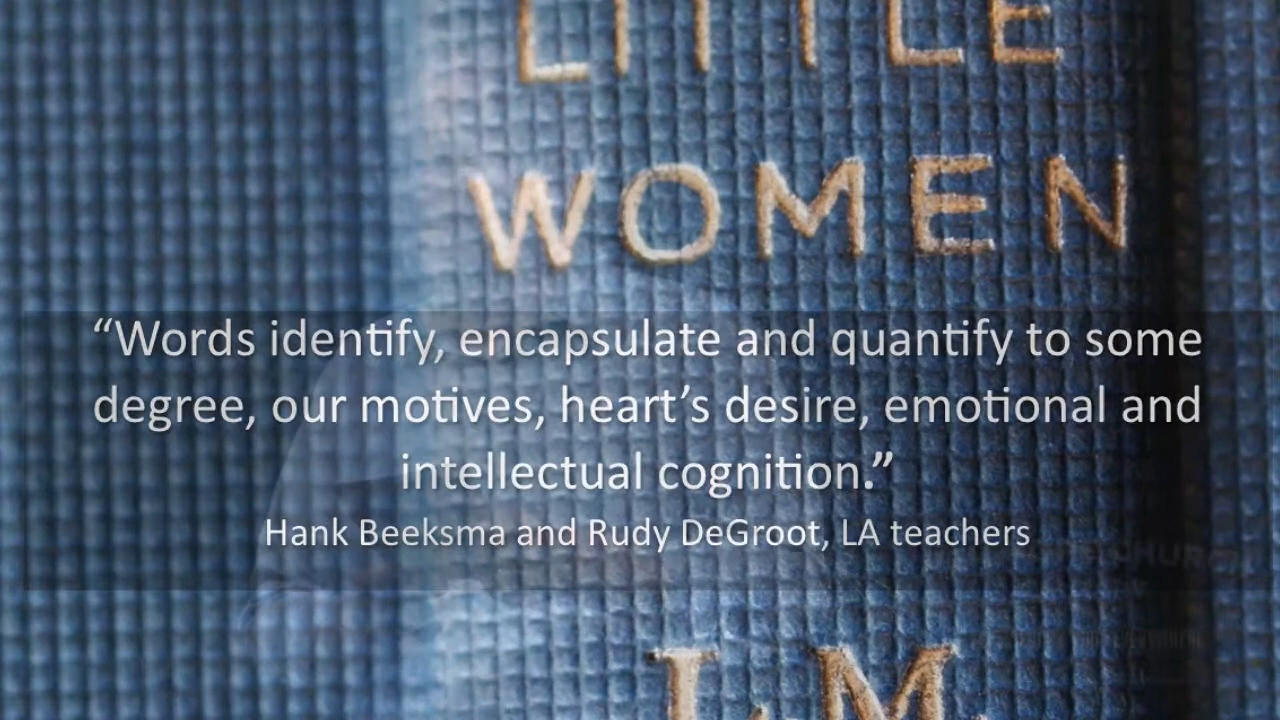 LITTLE
WOMEN
“Words identify, encapsulate and quantify to some
degree, our motives, heart’s desire, emotional and
intellectual cognition.”
Hank Beeksma and Rudy DeGroot, LA teachers
L.M.